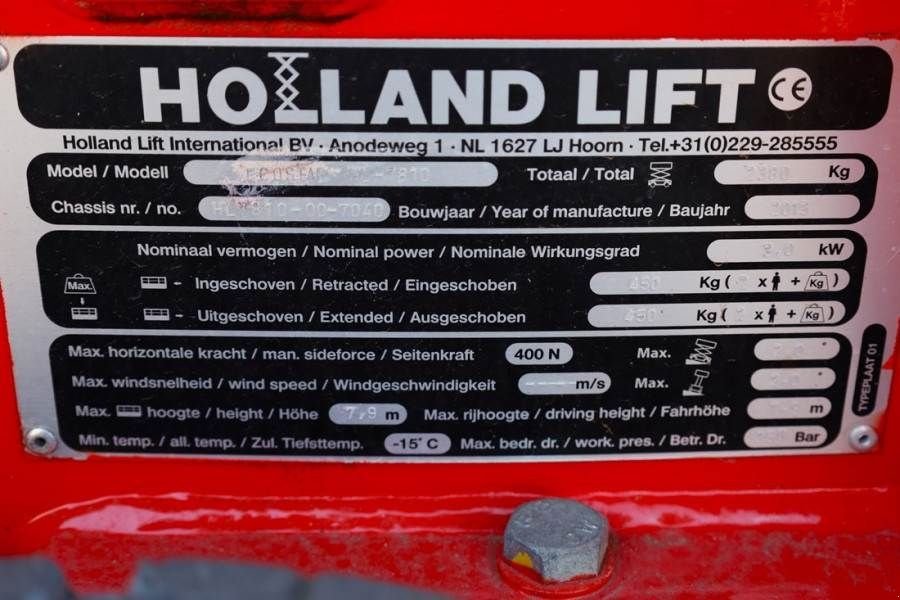 HOLLAND LIFT CE
Holland Lift International BV · Anodeweg 1 · NL 1627 LJ Hoorn · Tel.+31(0)229-285555
Model / Modell Totaal / Total Kg
Chassis nr. / no. Bouwjaar / Year of manufacture / Baujahr
Nominaal vermogen / Nominal power / Nominale Wirkungsgrad kW
Max. - Ingeschoven / Retracted / Eingeschoben 450 Kg ( x + Kg )
- Uitgeschoven / Extended / Ausgeschoben 450 Kg ( x + Kg )
Max. horizontale kracht / man. sideforce / Seitenkraft 400 N Max.
Max. windsnelheid / wind speed / Windgeschwindigkeit ---- m/s Max.
Max. hoogte / height / Höhe 7,9 m Max. rijhoogte / driving height / Fahrhöhe m
Min. temp. / all. temp. / Zul. Tiefsttemp. -15° C Max. bedr. dr. / work. pres. / Betr. Dr. Bar
TYPEPLAAT 01